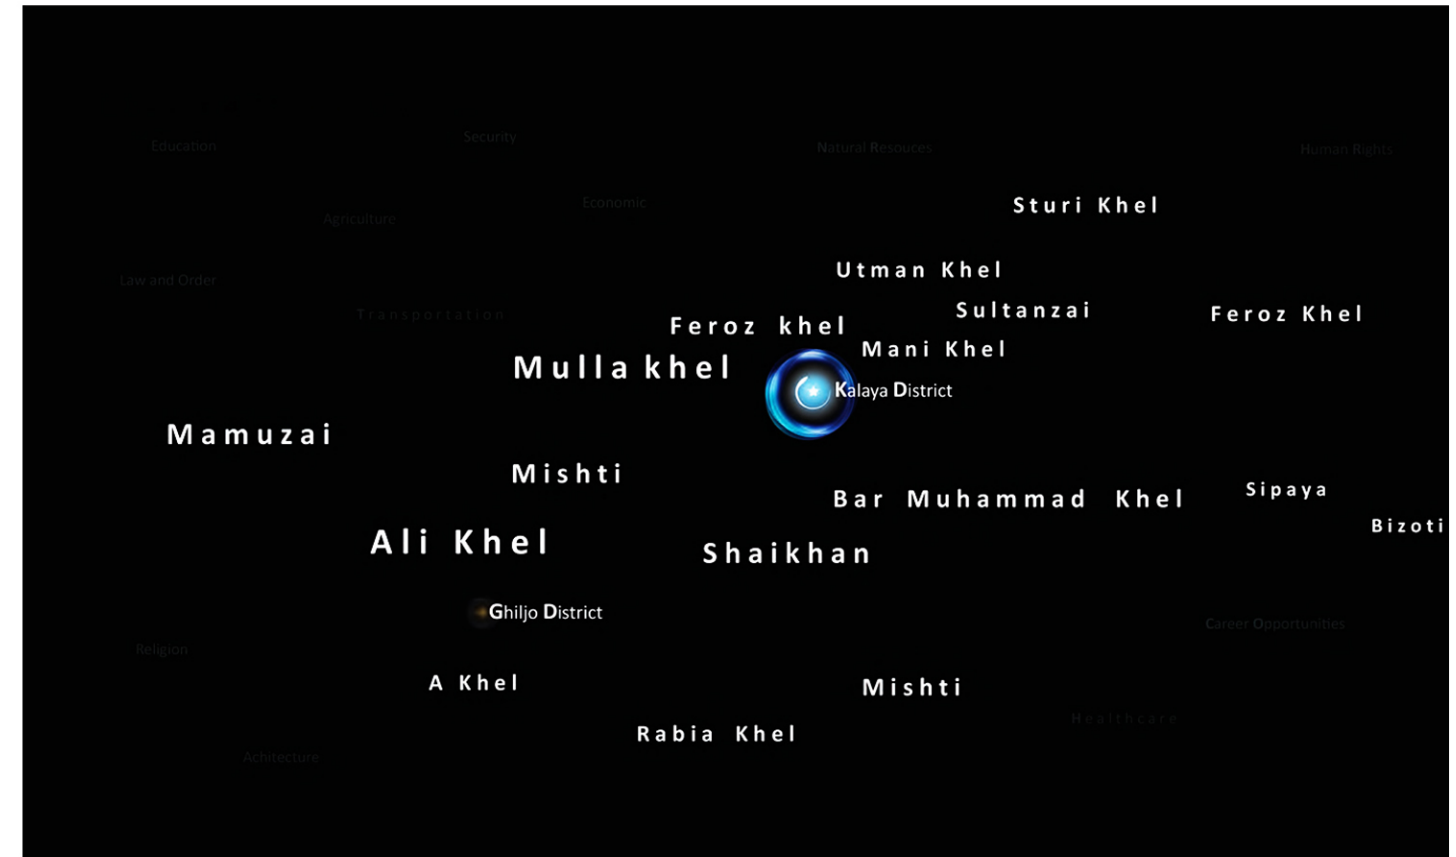 Security
Education
Natural Resouces
Human Rights
Economic
Sturi Khel
Agriculture
Utman Khel
Law and Order
Sultanzai
Transportation
Feroz Khel
Feroz khel
Mani Khel
Mulla khel
Kalaya District
Mamuzai
Mishti
Sipaya
Bar Muhammad Khel
Bizoti
Ali Khel
Shaikhan
Ghiljo District
Career Opportunities
Religion
A Khel
Mishti
Healthcare
Rabia Khel
Achitecture